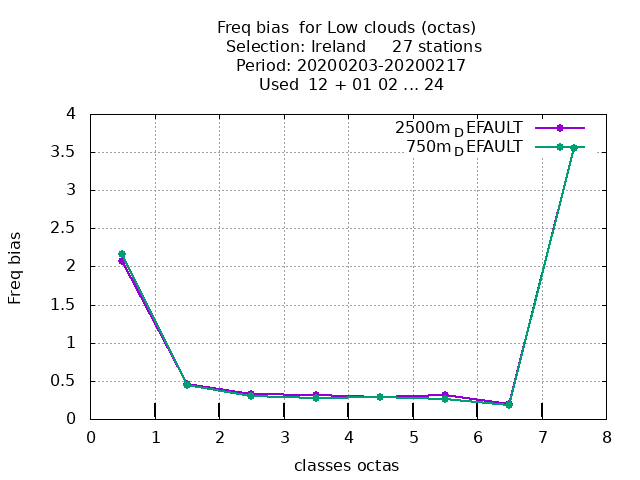 Freq bias  for Low clouds (octas)
Selection: Ireland     27 stations
Period: 20200203-20200217
Used  12 + 01 02 ... 24
2500m_DEFAULT
750m_DEFAULT
4
3.5
3
2.5
2
1.5
1
0.5
0
Freq bias
0 1 2 3 4 5 6 7 8
classes octas